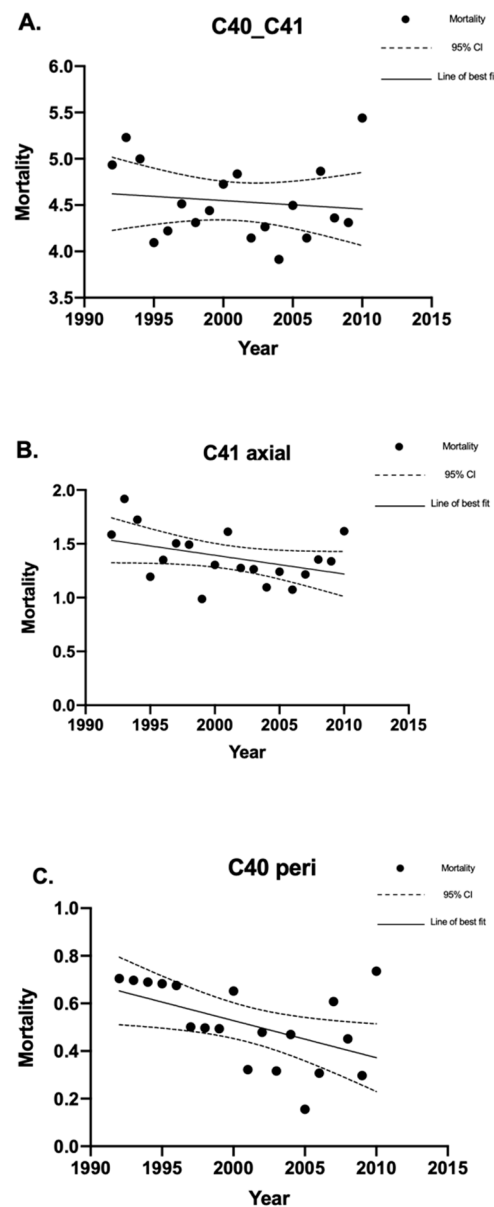 A.
C40_C41
Mortality
95% CI
Line of best fi
6.0
5.5
5.0
4.5
4.0
3.5
Mortality
1990 1995 2000 2005 2010 2015
Year
B.
C41 axial
Mortality
95% CI
Line of best fit
2.0
1.5
1.0
0.5
0.0
Mortality
1990 1995 2000 2005 2010 2015
Year
C.
C40 peri
Mortality
95% CI
Line of best fit
1.0
0.8
0.6
0.4
0.2
0.0
Mortality
1990 1995 2000 2005 2010 2015
Year